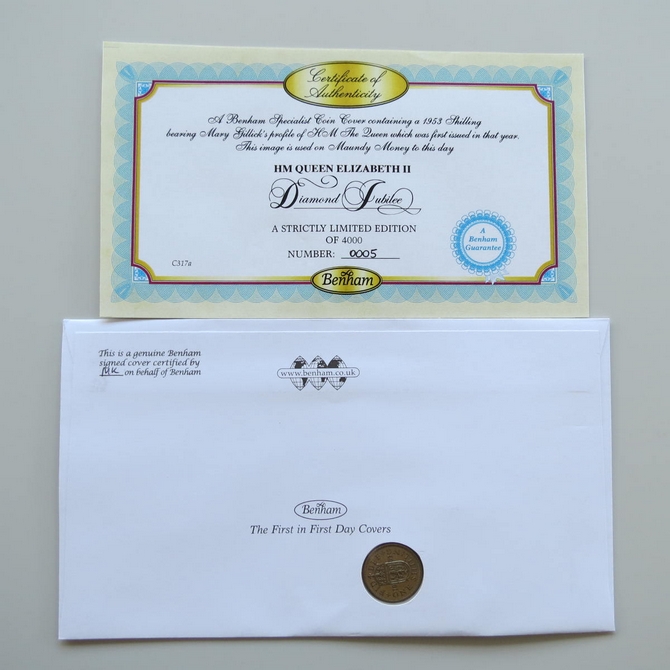 Certificate of
Authenticity
A Benham Specialist Coin Cover containing a 1953 Shilling
bearing Mary Gillick's profile of HM The Queen which was first issued in that year.
This image is used on Maundy Money to this day
HM QUEEN ELIZABETH II
Diamond Jubilee
A STRICTLY LIMITED EDITION
OF 4000
NUMBER: 0005
A
Benham
Guarantee
C317a
Benham
This is a genuine Benham
signed cover certified by
MK on behalf of Benham
www.benham.co.uk
Benham
The First in First Day Covers